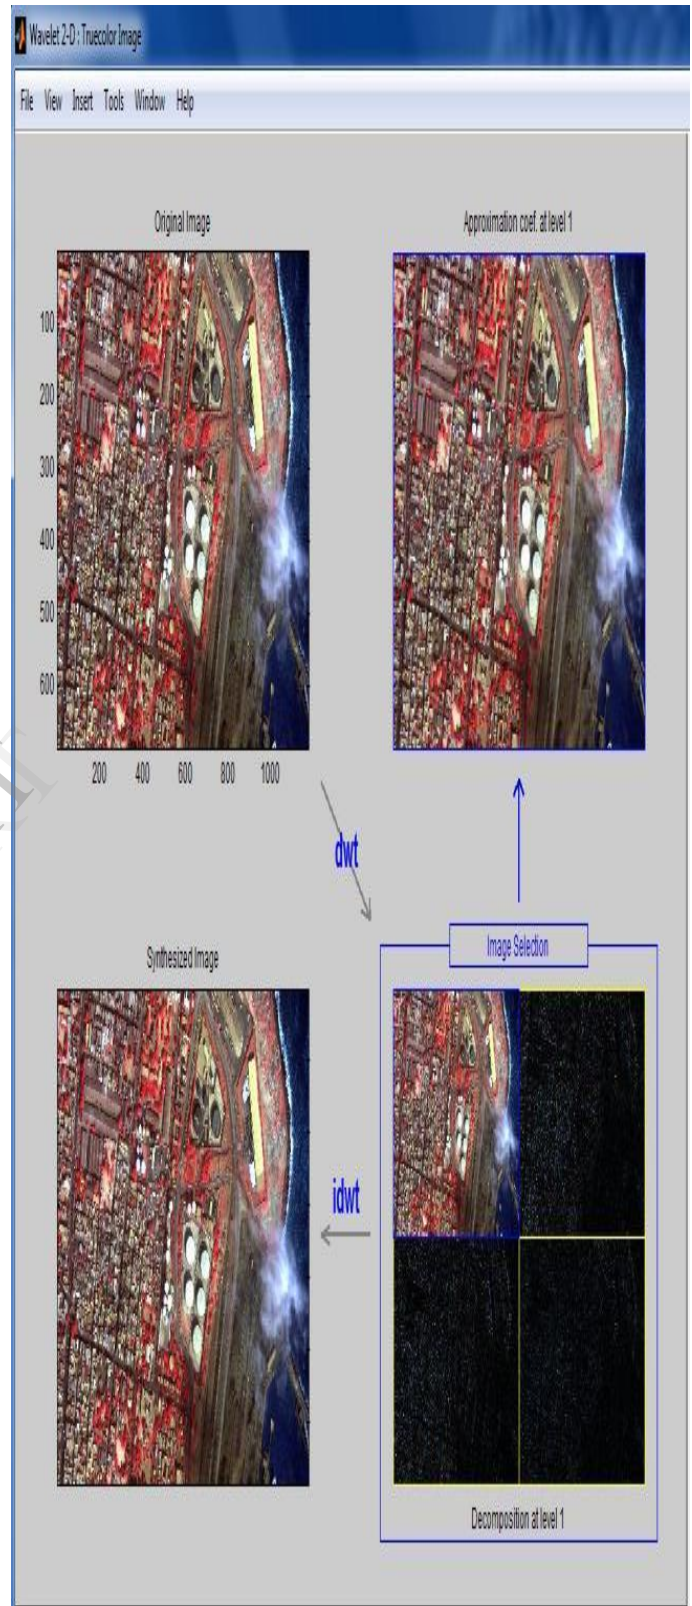 Wavelet 2-D : Truecolor Image
File View Insert Tools Window Help
Original Image
Approximation coef. at level 1
100
200
300
400
500
600
200 400 600 800 1000
dwt
Image Selection
Synthesized Image
idwt
Decomposition at level 1